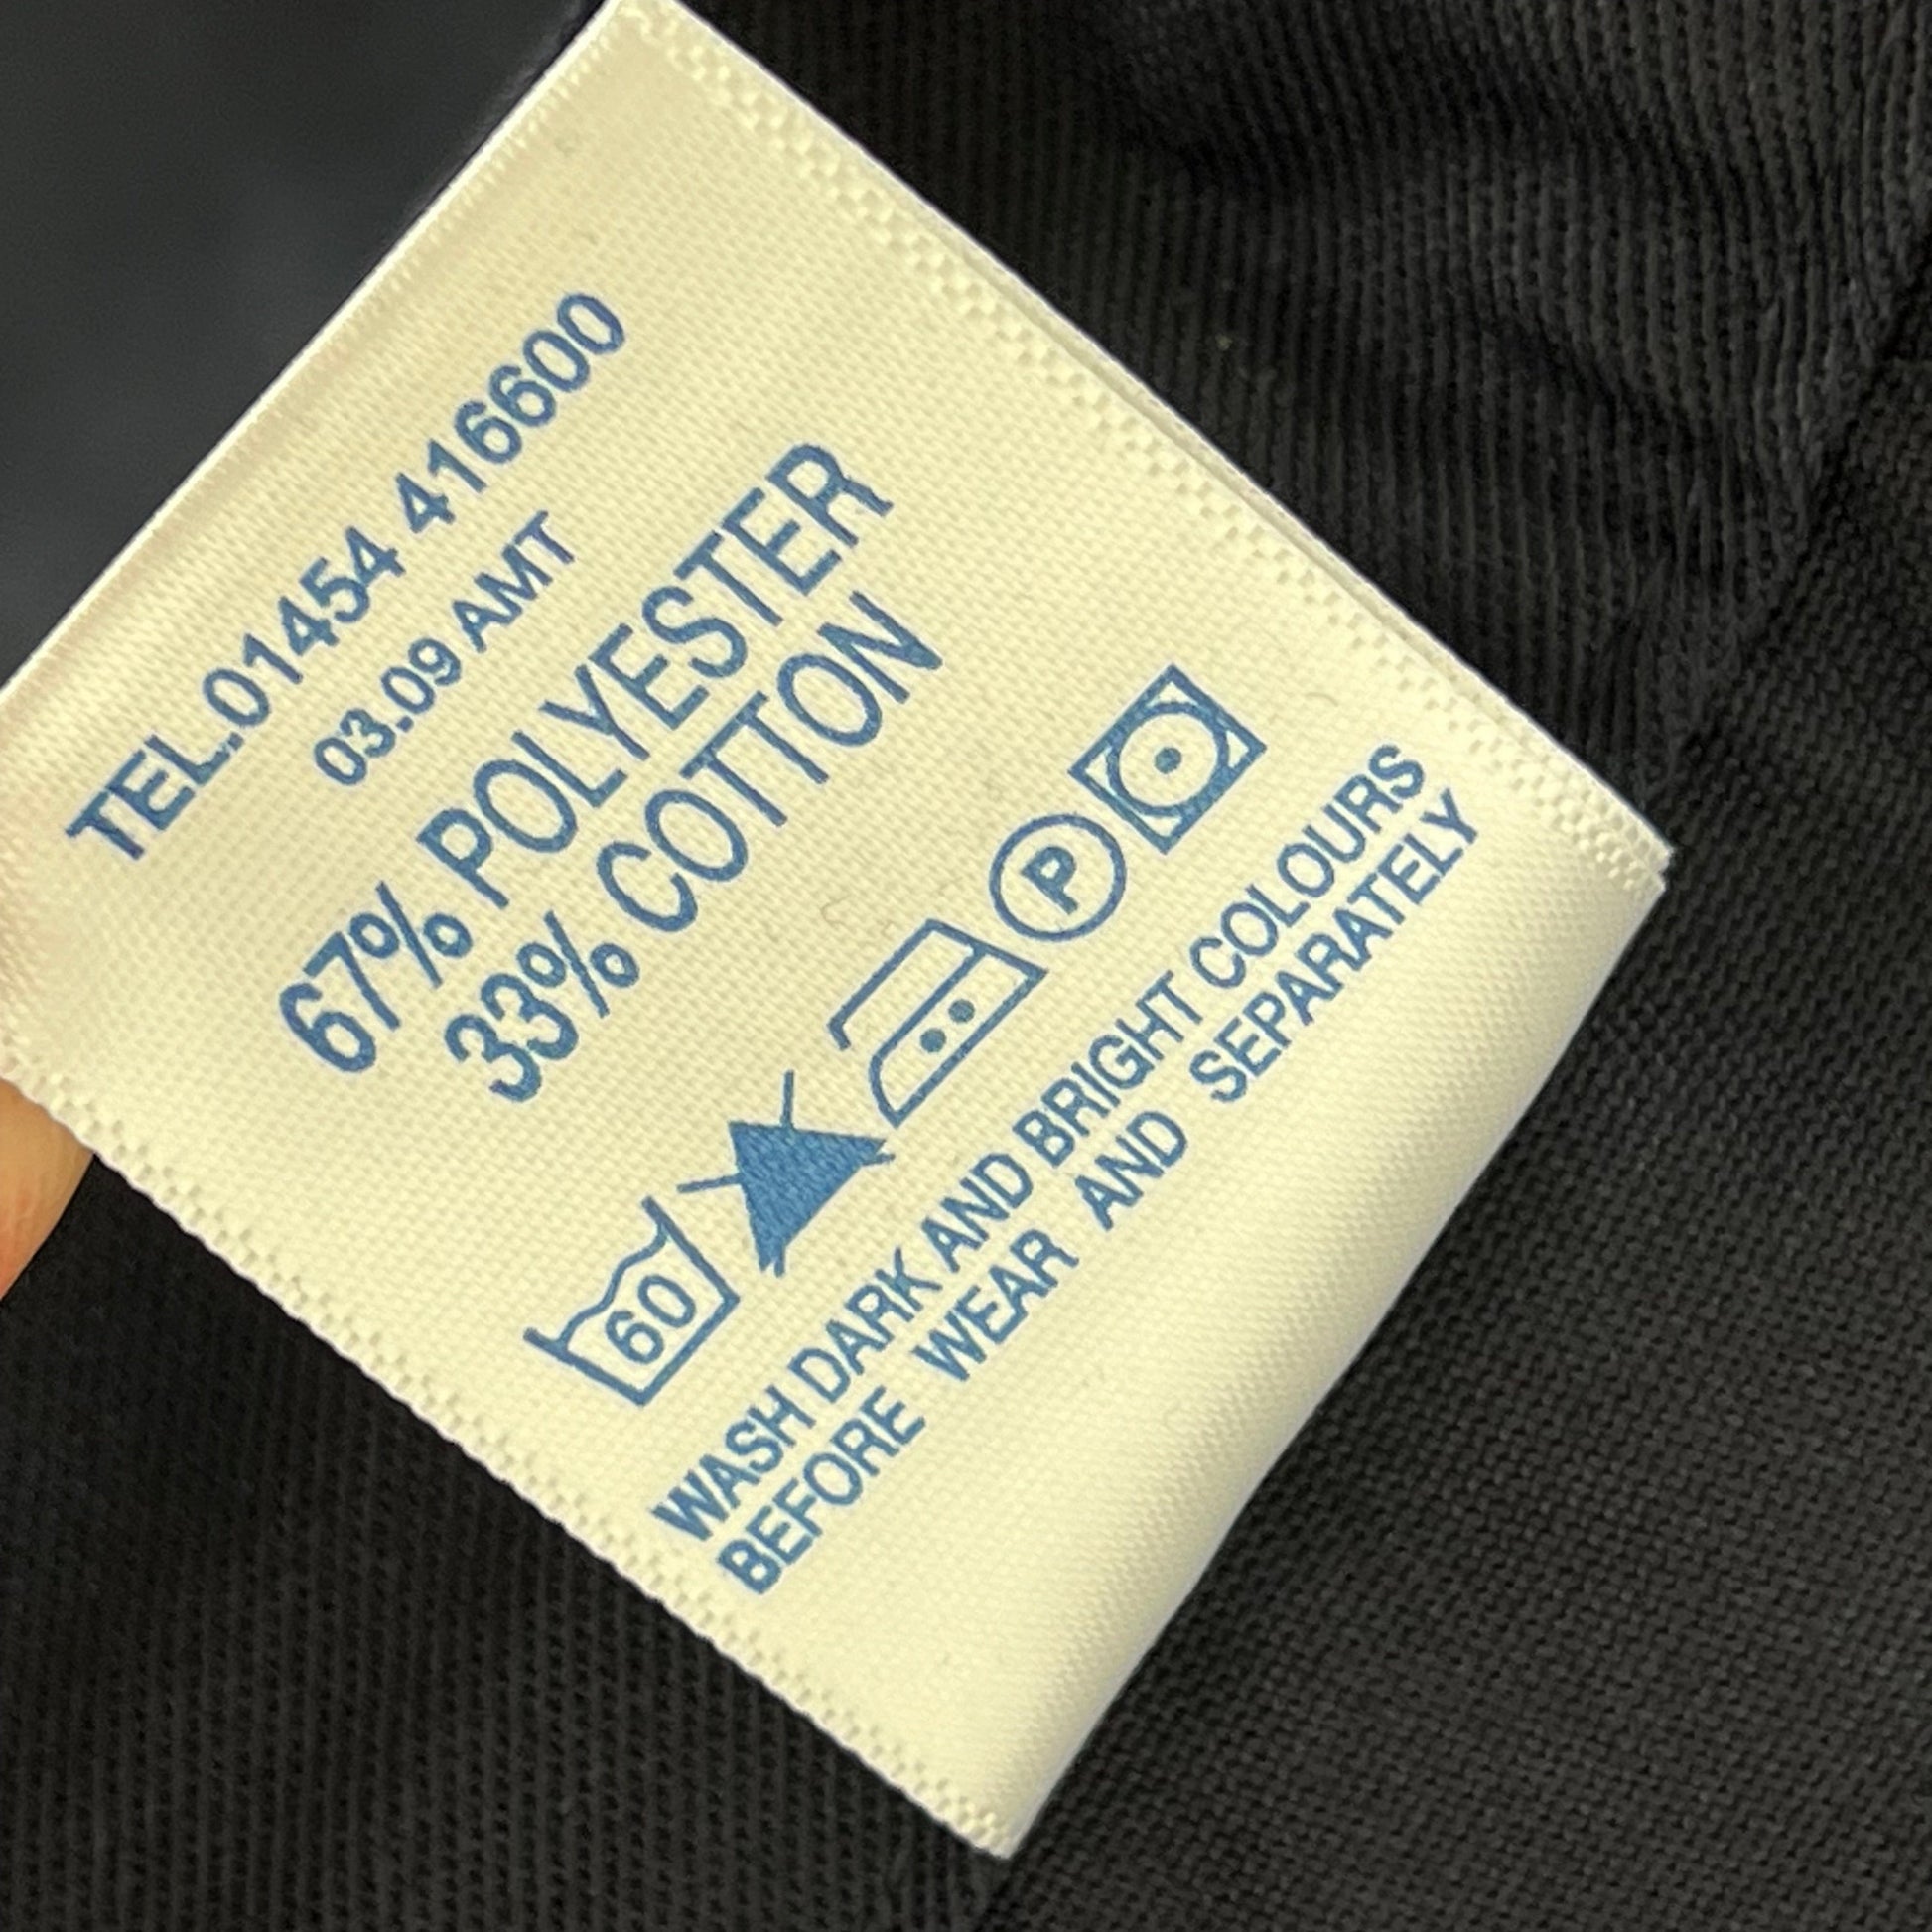 TEL.01454 416600
03.09 AMT
67% POLYESTER
33% COTTON
60 P
WASH DARK AND BRIGHT COLOURS
BEFORE WEAR AND SEPARATELY